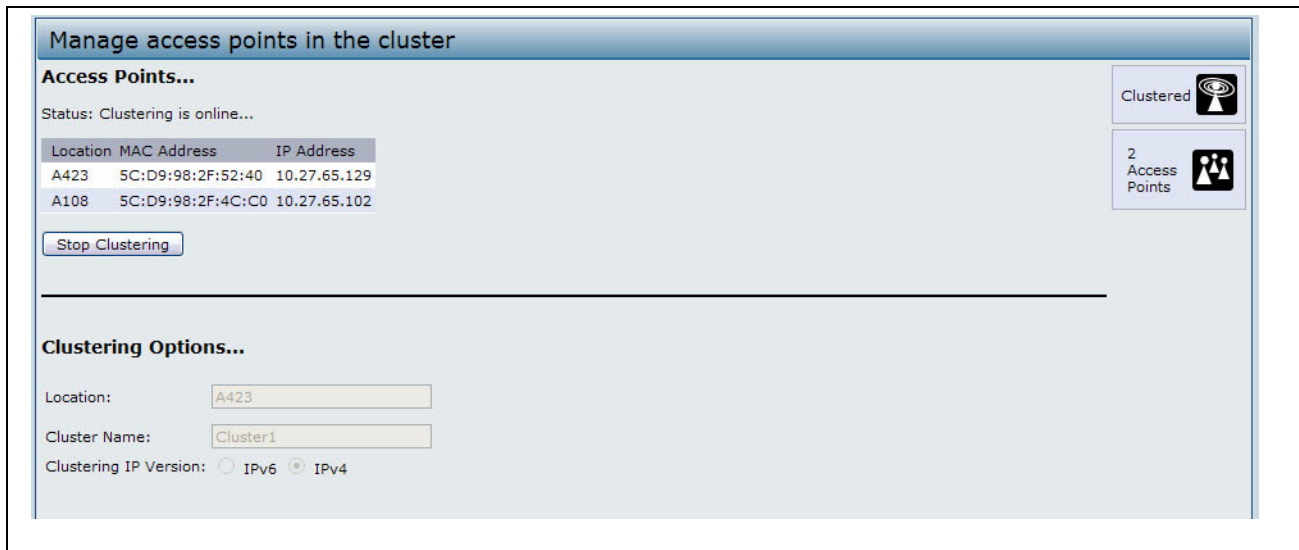 Manage access points in the cluster
Access Points...
Clustered
Status: Clustering is online...
Location MAC Address IP Address
A423 5C:D9:98:2F:52:40 10.27.65.129
A108 5C:D9:98:2F:4C:C0 10.27.65.102
2
Access
Points
Stop Clustering
Clustering Options...
Location: A423
Cluster Name: Cluster1
Clustering IP Version: IPv6 IPv4